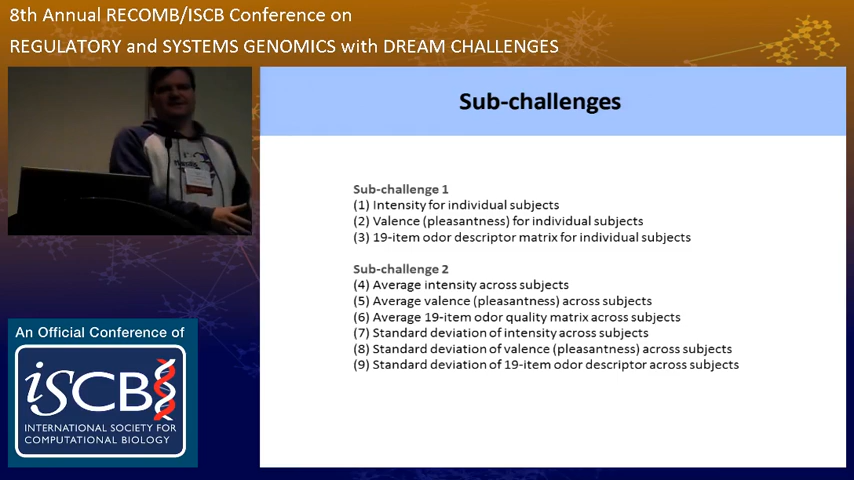 8th Annual RECOMB/ISCB Conference on
REGULATORY and SYSTEMS GENOMICS with DREAM CHALLENGES
Sub-challenges
Sub-challenge 1
(1) Intensity for individual subjects
(2) Valence (pleasantness) for individual subjects
(3) 19-item odor descriptor matrix for individual subjects
Sub-challenge 2
(4) Average intensity across subjects
(5) Average valence (pleasantness) across subjects
(6) Average 19-item odor quality matrix across subjects
(7) Standard deviation of intensity across subjects
(8) Standard deviation of valence (pleasantness) across subjects
(9) Standard deviation of 19-item odor descriptor across subjects
An Official Conference of
iSCB
INTERNATIONAL SOCIETY FOR
COMPUTATIONAL BIOLOGY